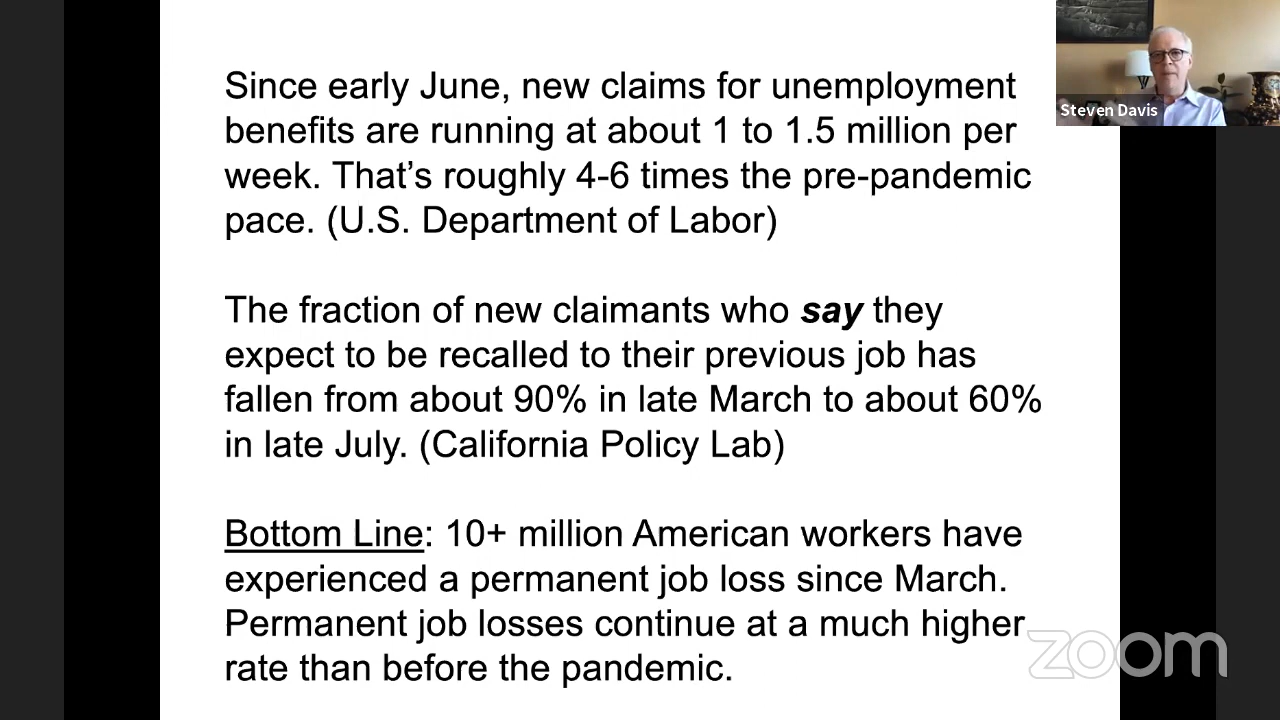 Since early June, new claims for unemployment
benefits are running at about 1 to 1.5 million per
week. That’s roughly 4-6 times the pre-pandemic
pace. (U.S. Department of Labor)
The fraction of new claimants who say they
expect to be recalled to their previous job has
fallen from about 90% in late March to about 60%
in late July. (California Policy Lab)
Bottom Line: 10+ million American workers have
experienced a permanent job loss since March.
Permanent job losses continue at a much higher
rate than before the pandemic.
Steven Davis
zoom